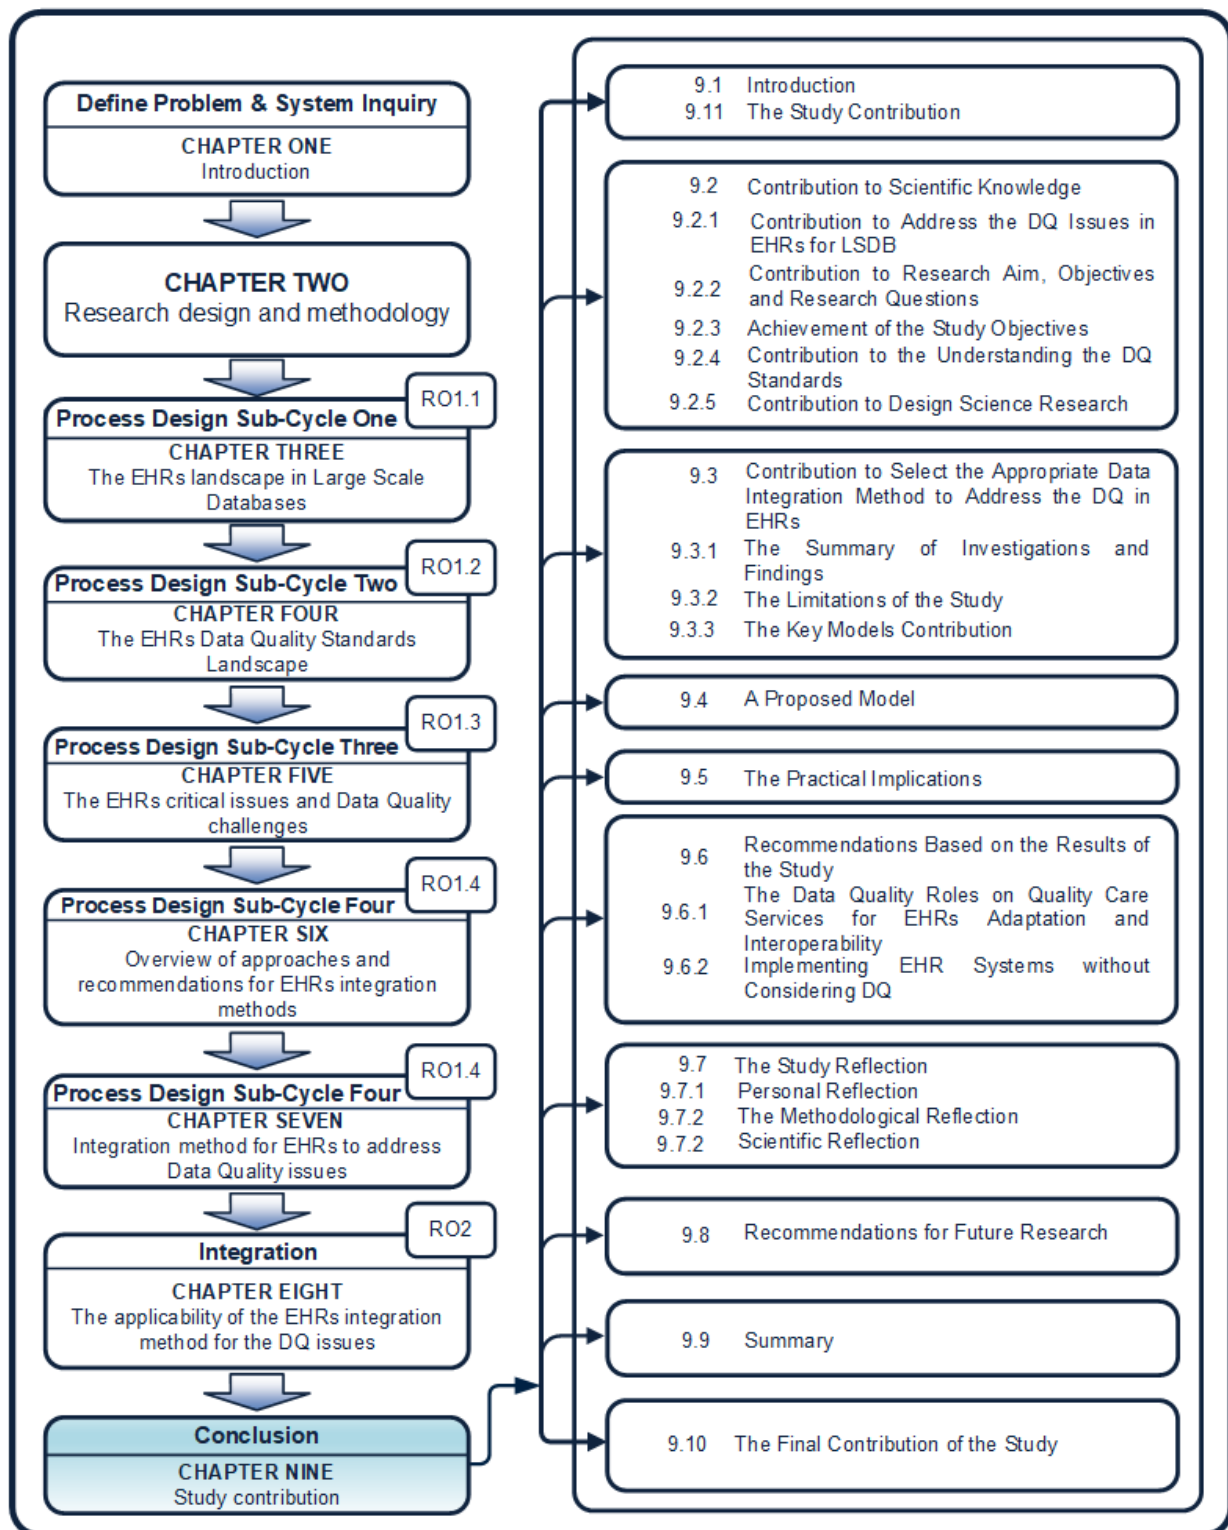 Define Problem & System Inquiry
CHAPTER ONE
Introduction
CHAPTER TWO
Research design and methodology
RO1.1
Process Design Sub-Cycle One
CHAPTER THREE
The EHRs landscape in Large Scale
Databases
RO1.2
Process Design Sub-Cycle Two
CHAPTER FOUR
The EHRs Data Quality Standards
Landscape
RO1.3
Process Design Sub-Cycle Three
CHAPTER FIVE
The EHRs critical issues and Data Quality
challenges
RO1.4
Process Design Sub-Cycle Four
CHAPTER SIX
Overview of approaches and
recommendations for EHRs integration
methods
RO1.4
Process Design Sub-Cycle Four
CHAPTER SEVEN
Integration method for EHRs to address
Data Quality issues
RO2
Integration
CHAPTER EIGHT
The applicability of the EHRs integration
method for the DQ issues
Conclusion
CHAPTER NINE
Study contribution
9.1 Introduction
9.11 The Study Contribution
9.2 Contribution to Scientific Knowledge
9.2.1 Contribution to Address the DQ Issues in
EHRs for LSDB
9.2.2 Contribution to Research Aim, Objectives
and Research Questions
9.2.3 Achievement of the Study Objectives
9.2.4 Contribution to the Understanding the DQ
Standards
9.2.5 Contribution to Design Science Research
9.3 Contribution to Select the Appropriate Data
Integration Method to Address the DQ in
EHRs
9.3.1 The Summary of Investigations and
Findings
9.3.2 The Limitations of the Study
9.3.3 The Key Models Contribution
9.4 A Proposed Model
9.5 The Practical Implications
9.6 Recommendations Based on the Results of
the Study
9.6.1 The Data Quality Roles on Quality Care
Services for EHRs Adaptation and
Interoperability
9.6.2 Implementing EHR Systems without
Considering DQ
9.7 The Study Reflection
9.7.1 Personal Reflection
9.7.2 The Methodological Reflection
9.7.2 Scientific Reflection
9.8 Recommendations for Future Research
9.9 Summary
9.10 The Final Contribution of the Study